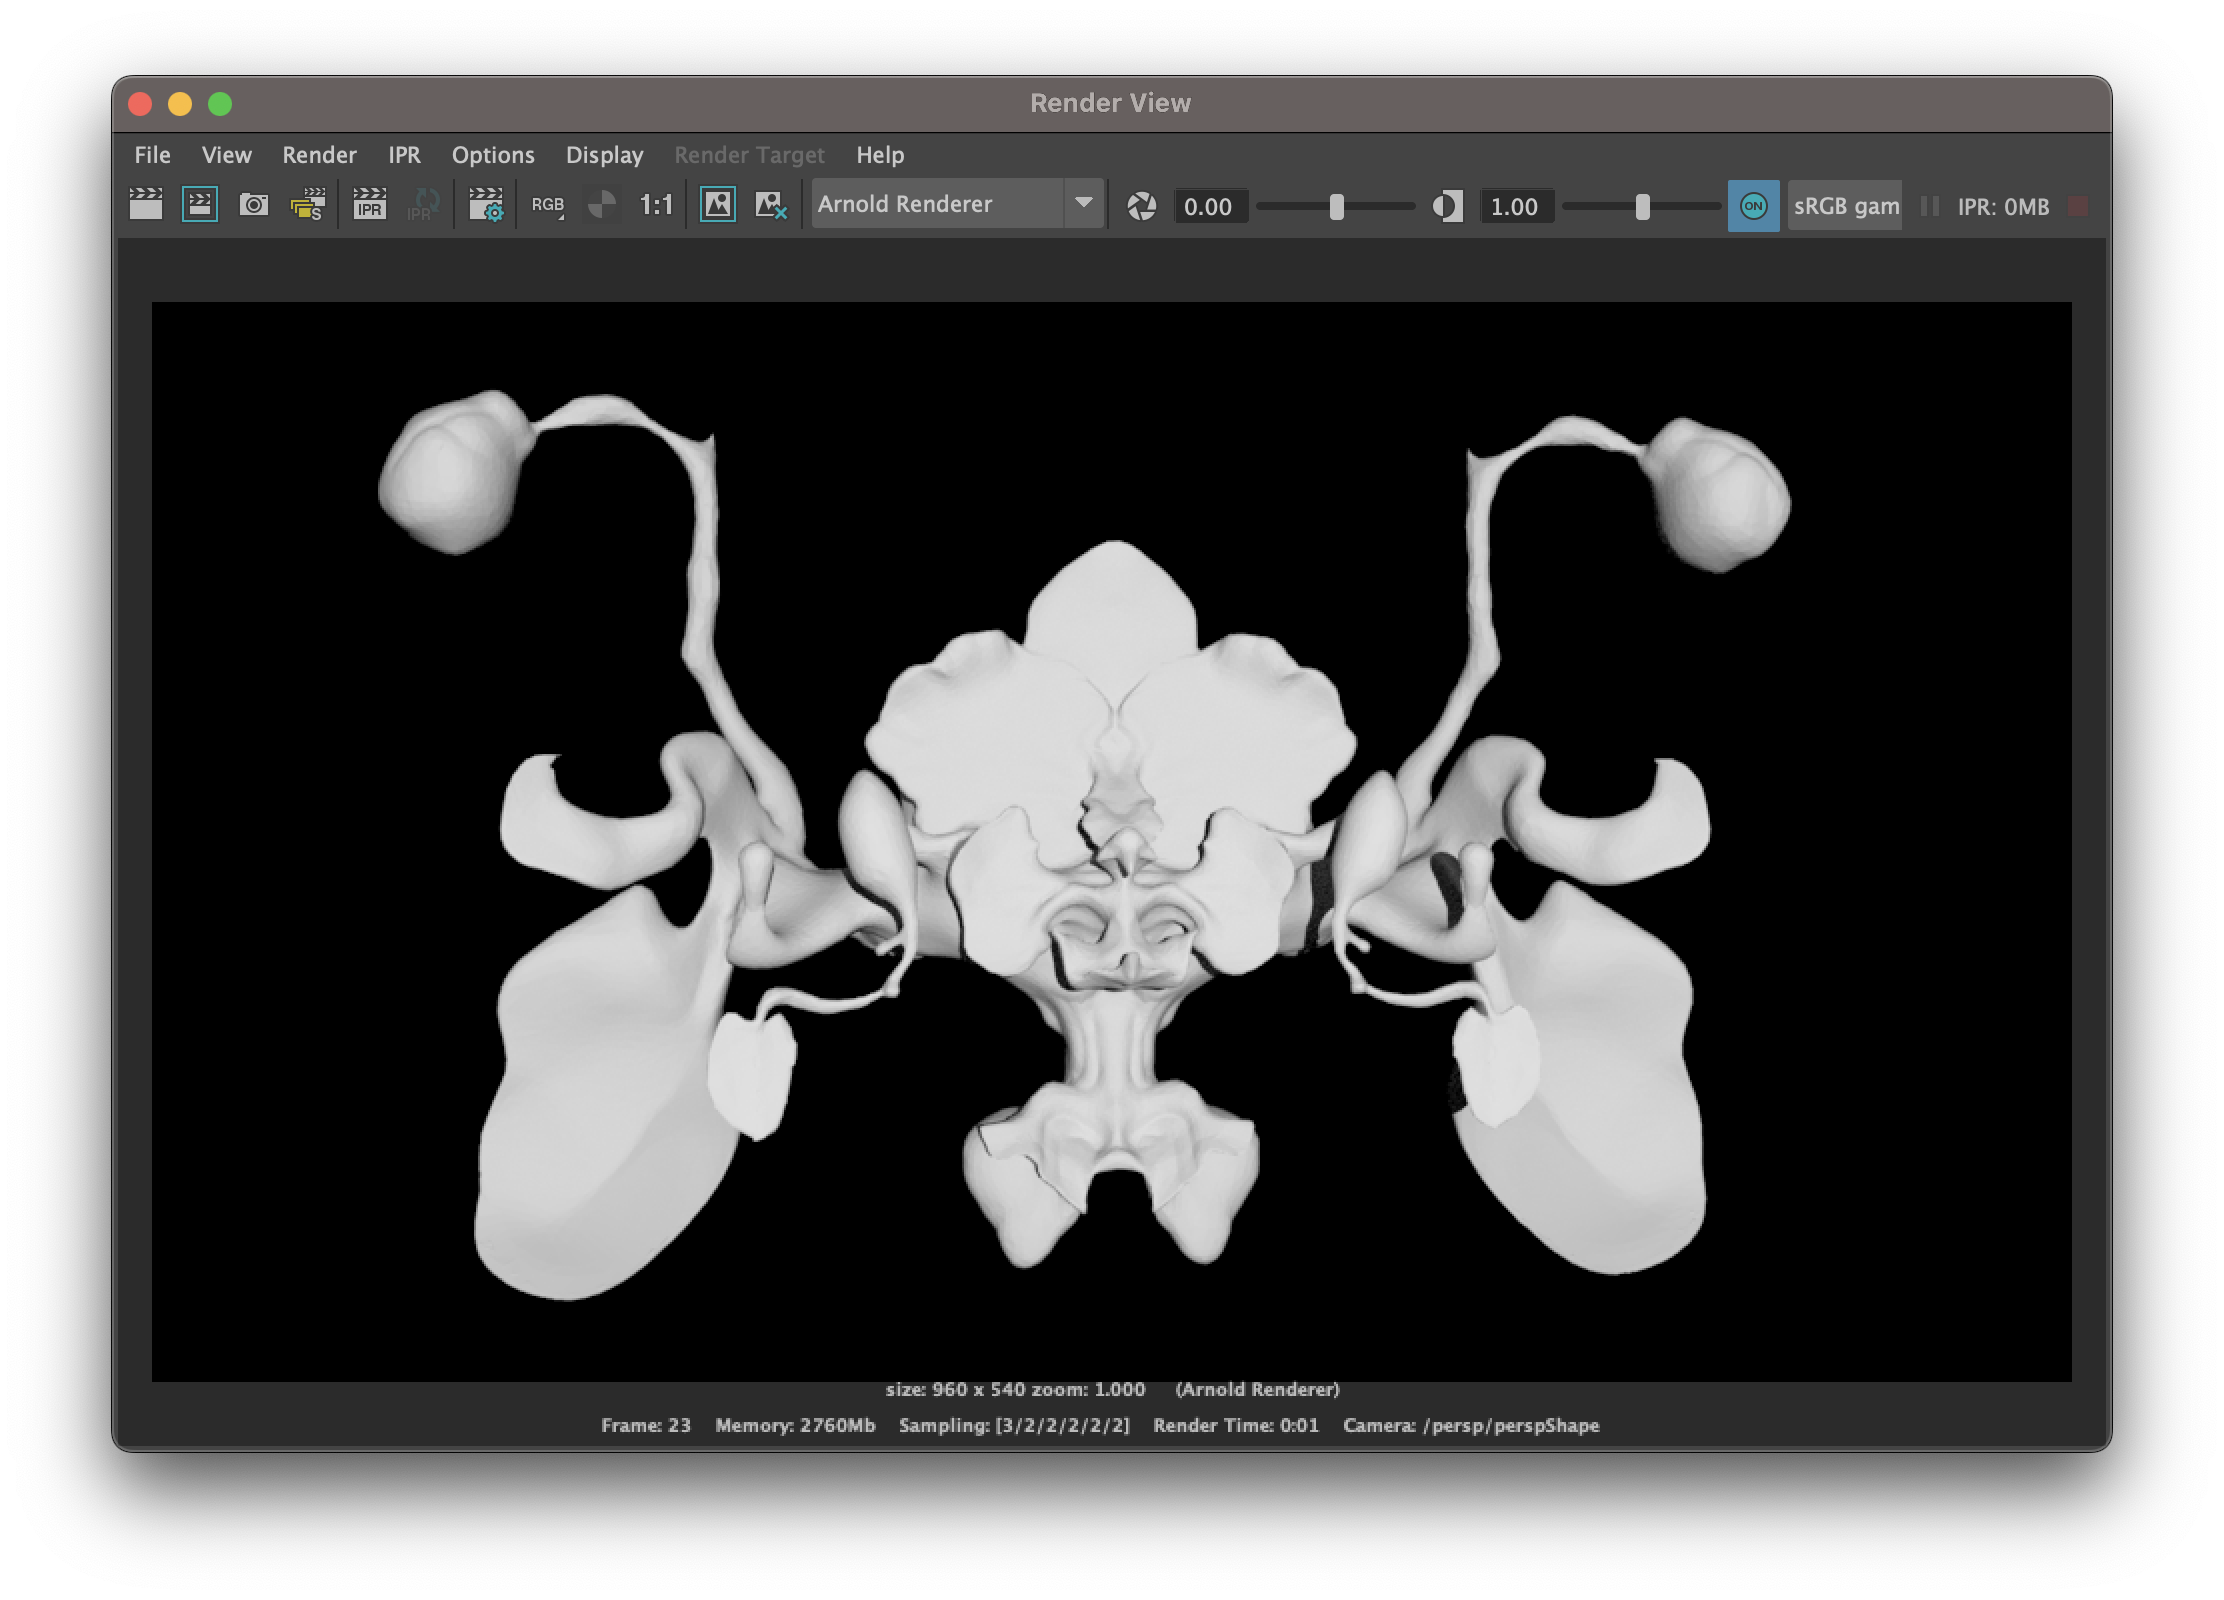 Render View
File View Render IPR Options Display Render Target Help
S IPR IPR RGB 1:1 Arnold Renderer 0.00 1.00 ON sRGB gam IPR: 0MB
size: 960 x 540 zoom: 1.000 (Arnold Renderer)
Frame: 23 Memory: 2760Mb Sampling: [3/2/2/2/2/2] Render Time: 0:01 Camera: /persp/perspShape